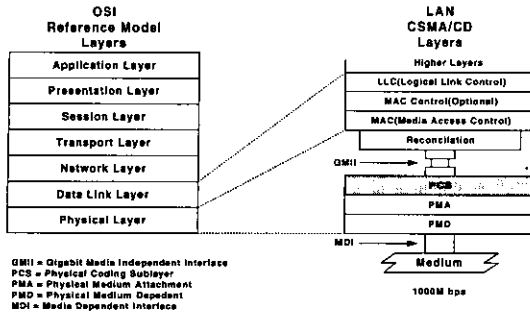 OSI
Reference Model
Layers
Application Layer
Presentation Layer
Session Layer
Transport Layer
Network Layer
Data Link Layer
Physical Layer
LAN
CSMA/CD
Layers
Higher Layers
LLC(Logical Link Control)
MAC Control(Optional)
MAC(Media Access Control)
Reconcilation
GMII
PCS
PMA
PMD
MDI
Medium
1000M bps
GMII = Gigabit Media Independent Interface
PCS = Physical Coding Sublayer
PMA = Physical Medium Attachment
PMD = Physical Medium Depedent
MDI = Media Dependent Interface